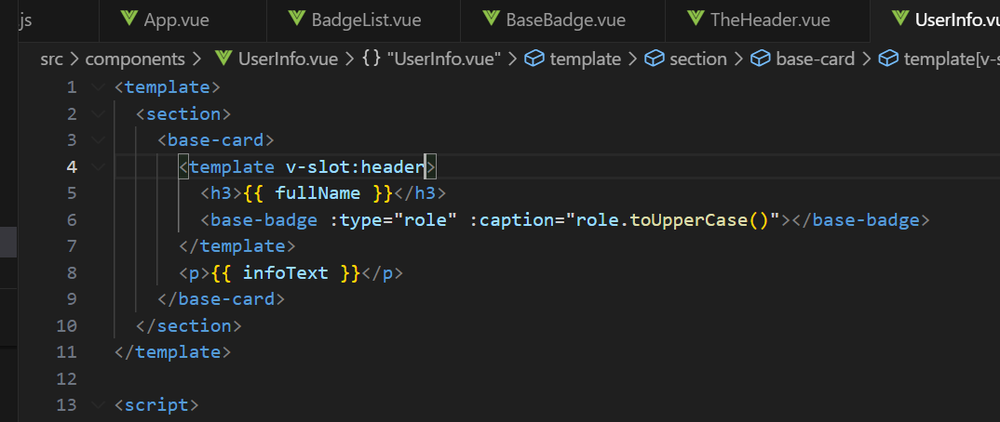 js App.vue BadgeList.vue BaseBadge.vue TheHeader.vue UserInfo.vu
src > components > UserInfo.vue > {} "UserInfo.vue" > template > section > base-card > template[v-s
1 <template>
2 <section>
3 <base-card>
4 <template v-slot:header>
5 <h3>{{ fullName }}</h3>
6 <base-badge :type="role" :caption="role.toUpperCase()"></base-badge>
7 </template>
8 <p>{{ infoText }}</p>
9 </base-card>
10 </section>
11 </template>
12
13 <script>